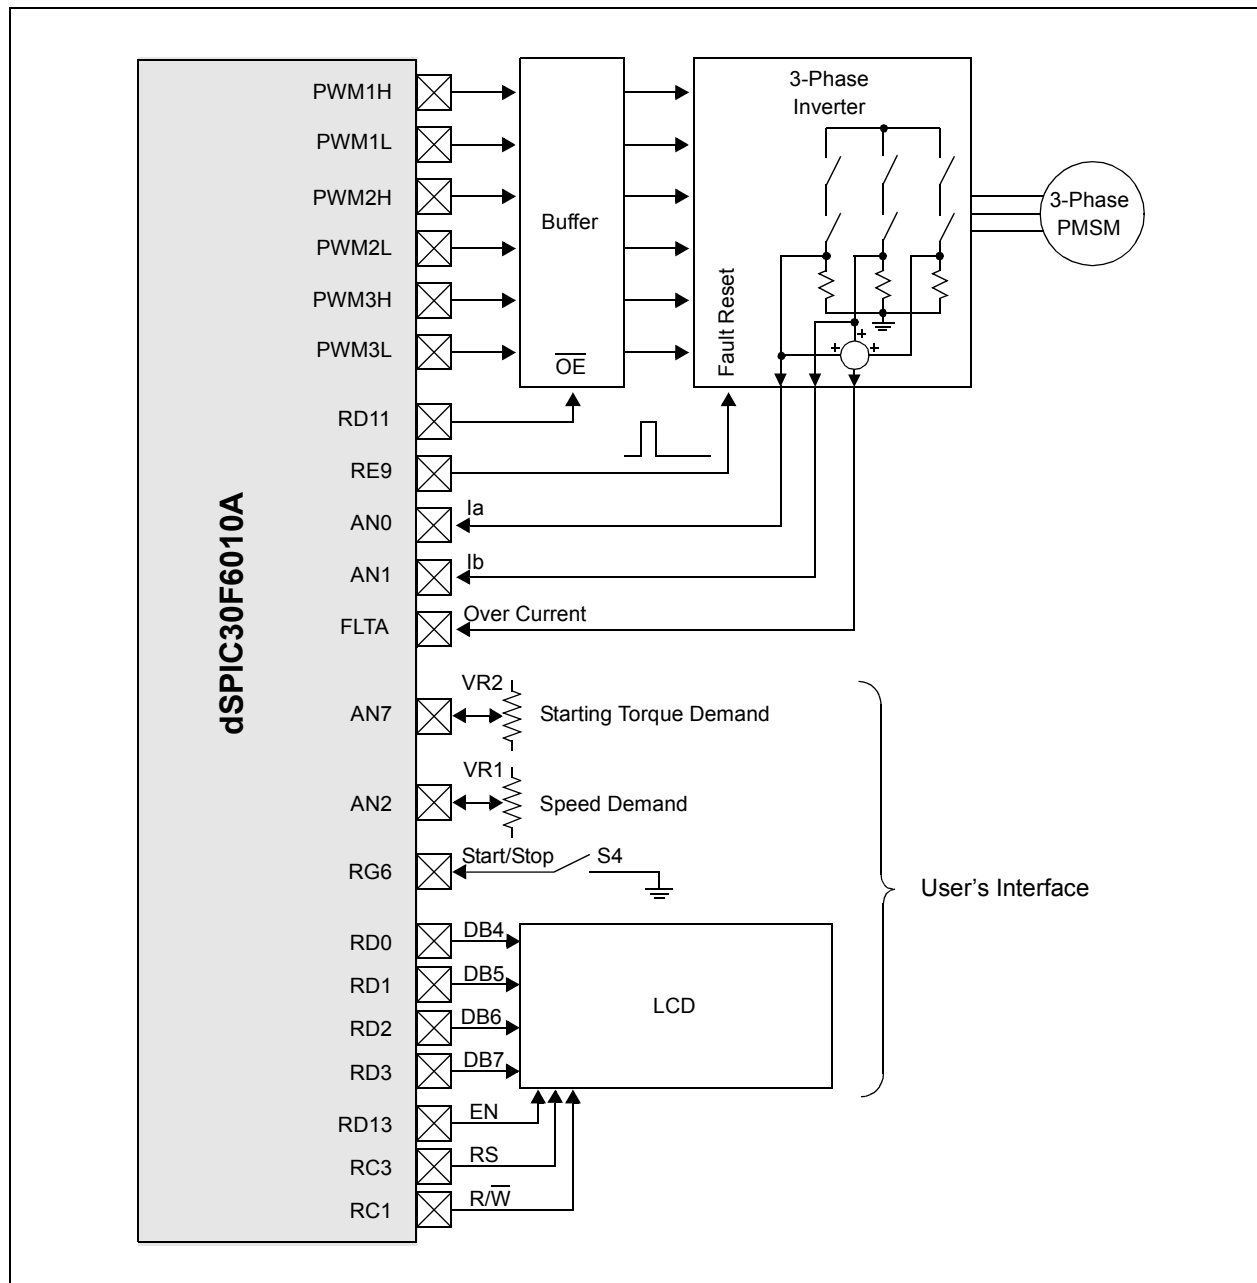 dSPIC30F6010A
PWM1H
PWM1L
PWM2H
PWM2L
PWM3H
PWM3L
RD11
RE9
AN0
AN1
FLTA
AN7
AN2
RG6
RD0
RD1
RD2
RD3
RD13
RC3
RC1
Buffer
O̅E̅
3-Phase
Inverter
Fault Reset
+
+
+
3-Phase
PMSM
Ia
Ib
Over Current
VR2
Starting Torque Demand
VR1
Speed Demand
Start/Stop
S4
User's Interface
DB4
DB5
DB6
DB7
LCD
EN
RS
R/W̅